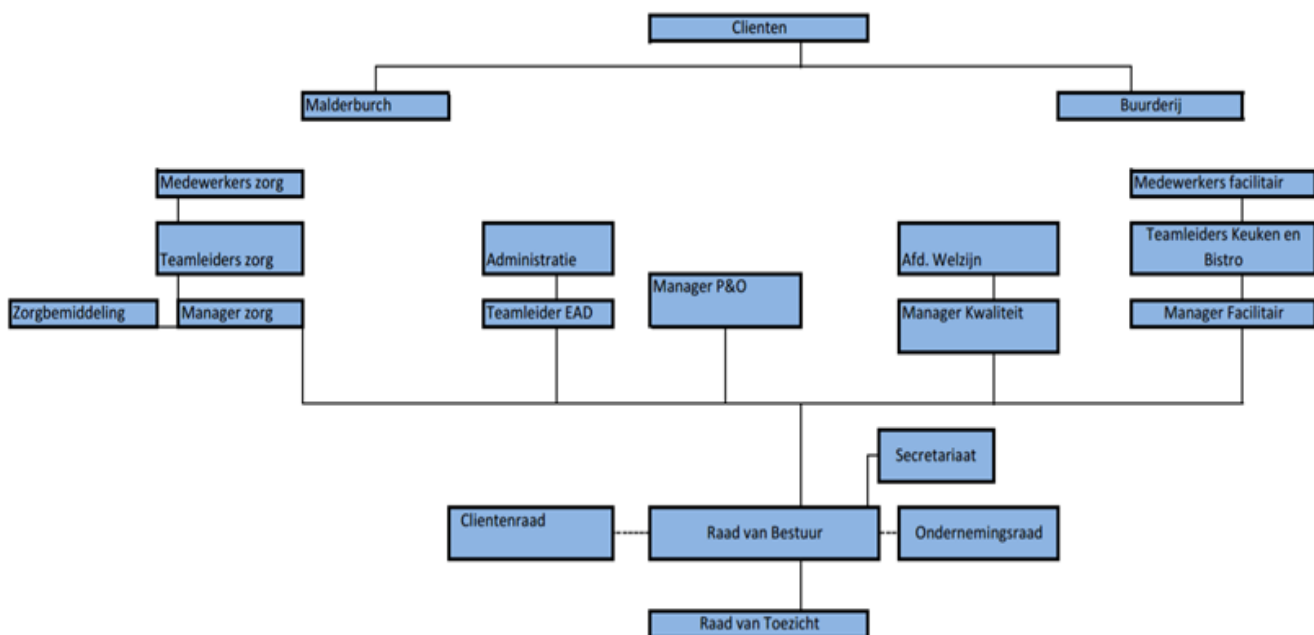 Clienten
Malderburch
Buurderij
Medewerkers zorg
Medewerkers facilitair
Teamleiders zorg
Administratie
Afd. Welzijn
Teamleiders Keuken en
Bistro
Zorgbemiddeling
Manager zorg
Teamleider EAD
Manager P&O
Manager Kwaliteit
Manager Facilitair
Secretariaat
Clientenraad
Raad van Bestuur
Ondernemingsraad
Raad van Toezicht